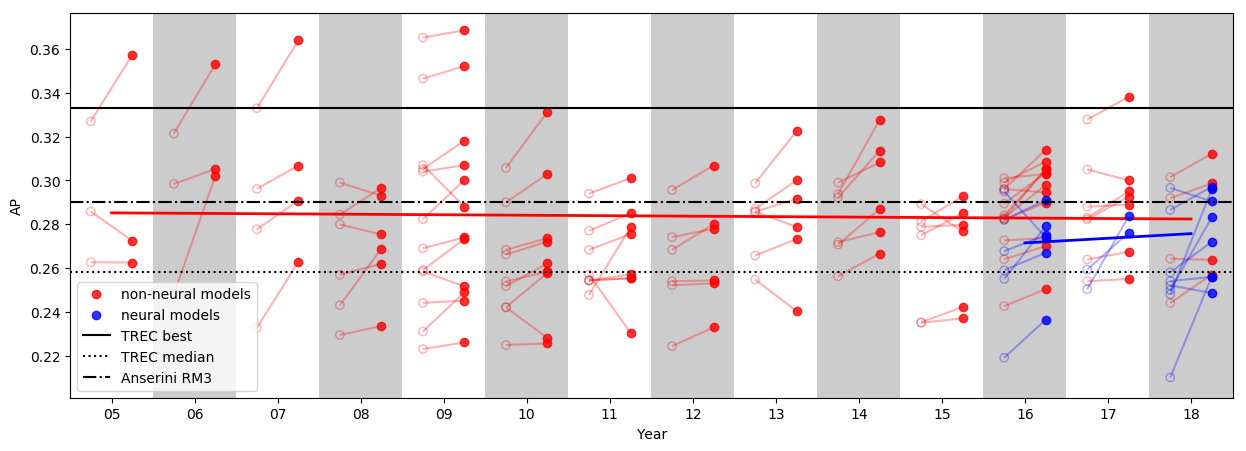 AP
0.36
0.34
0.32
0.30
0.28
0.26
0.24
0.22
non-neural models
neural models
TREC best
TREC median
Anserini RM3
05 06 07 08 09 10 11 12 13 14 15 16 17 18
Year